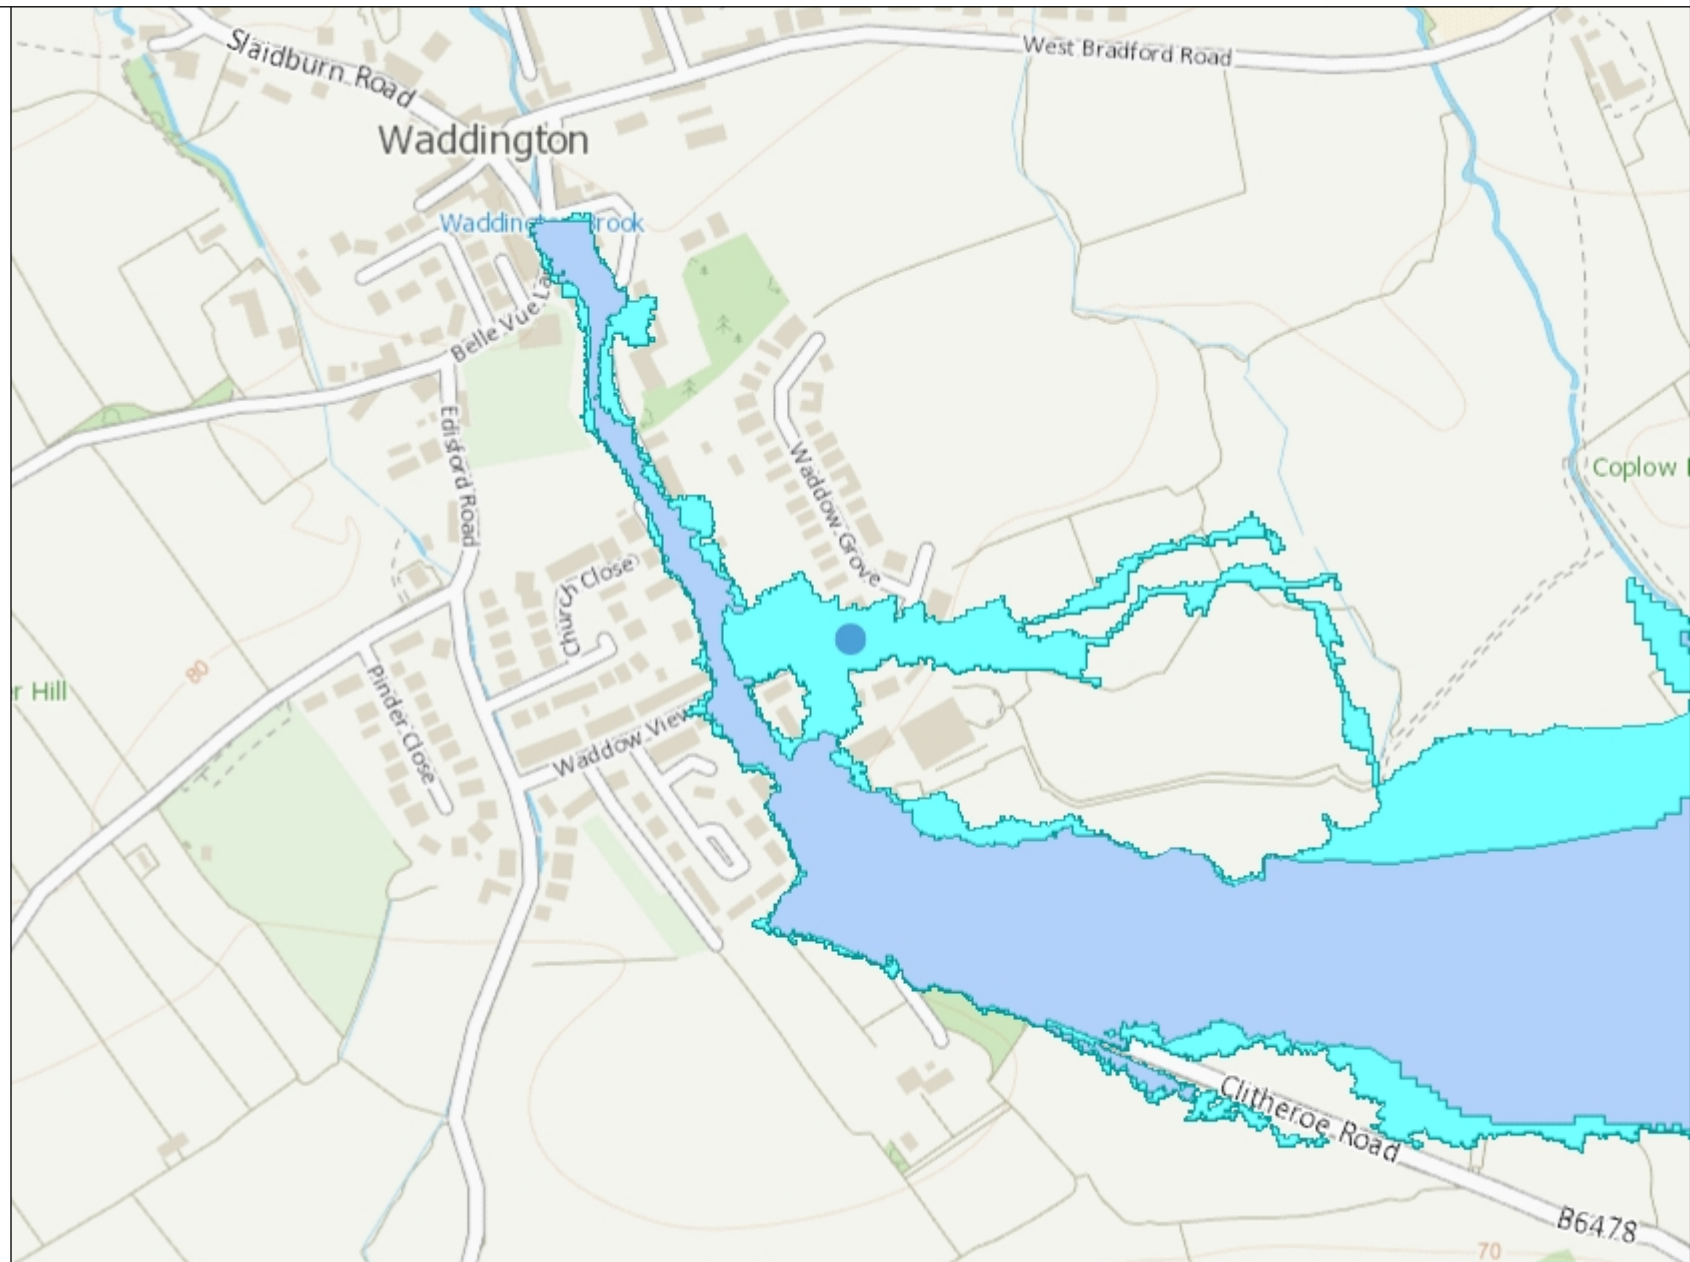 Slaidburn Road
West Bradford Road
Waddington
Belle Vue La
Edisford Road
Waddow Grove
Coplow
Church Close
r Hill
80
Pinder Close
Waddow View
Clitheroe Road
B6478
70